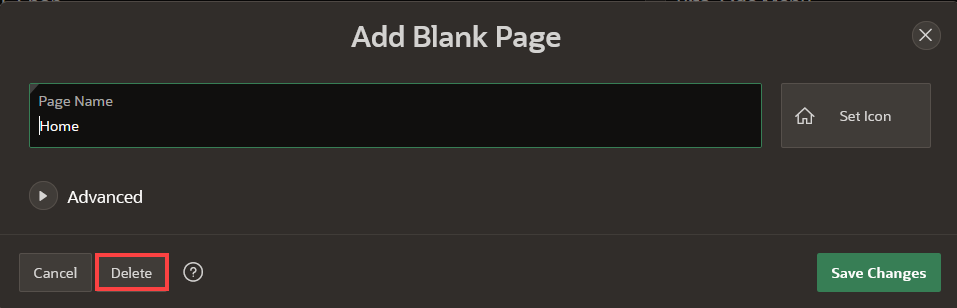 Add Blank Page
Page Name
Home
Set Icon
Advanced
Cancel
Delete
?
Save Changes